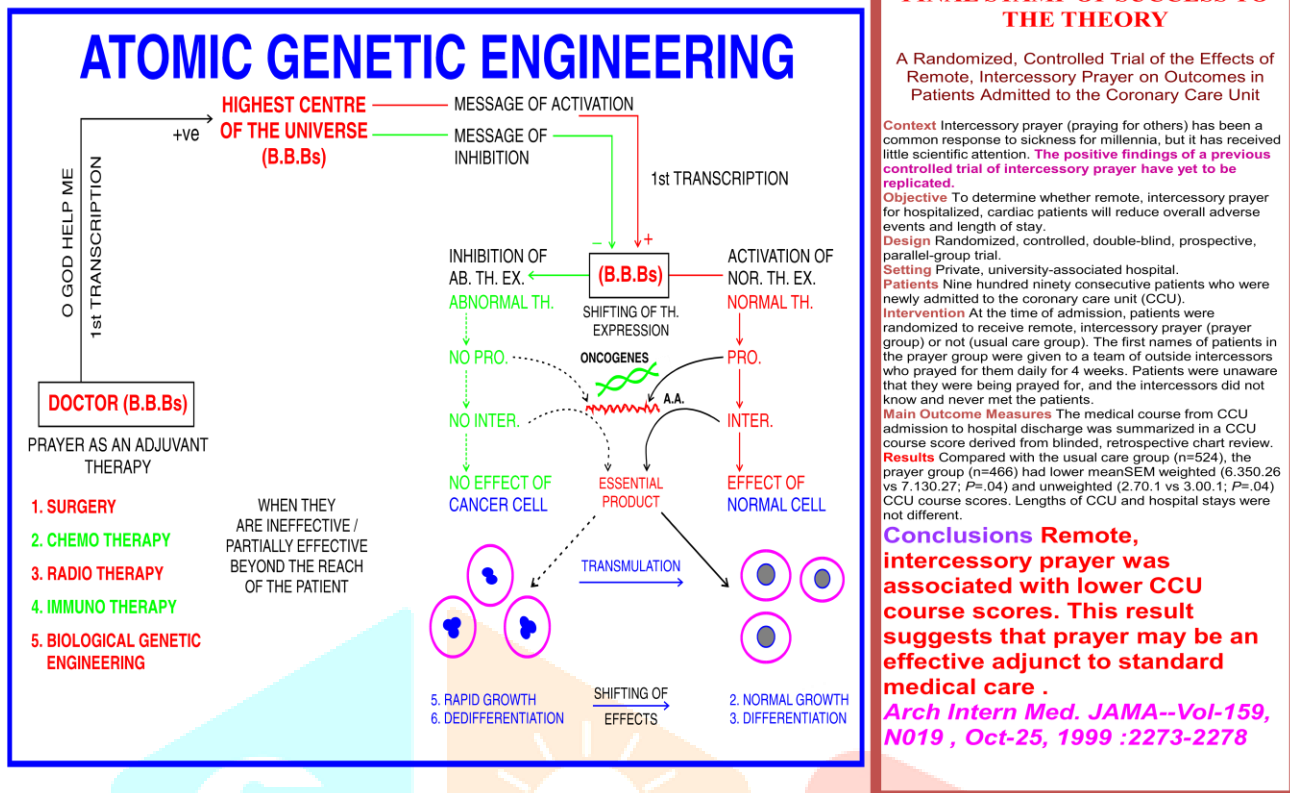 ATOMIC GENETIC ENGINEERING
HIGHEST CENTRE
OF THE UNIVERSE
(B.B.Bs)
+ve
MESSAGE OF ACTIVATION
MESSAGE OF
INHIBITION
1st TRANSCRIPTION
O GOD HELP ME
1st TRANSCRIPTION
DOCTOR (B.B.Bs)
PRAYER AS AN ADJUVANT
THERAPY
1. SURGERY
2. CHEMO THERAPY
3. RADIO THERAPY
4. IMMUNO THERAPY
5. BIOLOGICAL GENETIC
ENGINEERING
WHEN THEY
ARE INEFFECTIVE /
PARTIALLY EFFECTIVE
BEYOND THE REACH
OF THE PATIENT
– +
INHIBITION OF
AB. TH. EX.
ABNORMAL TH.
(B.B.Bs)
SHIFTING OF TH.
EXPRESSION
ACTIVATION OF
NOR. TH. EX.
NORMAL TH.
NO PRO.
ONCOGENES
PRO.
A.A.
NO INTER.
INTER.
NO EFFECT OF
CANCER CELL
ESSENTIAL
PRODUCT
EFFECT OF
NORMAL CELL
TRANSMULATION
5. RAPID GROWTH
6. DEDIFFERENTIATION
SHIFTING OF
EFFECTS
2. NORMAL GROWTH
3. DIFFERENTIATION
FINAL STAMP OF SUCCESS TO
THE THEORY
A Randomized, Controlled Trial of the Effects of
Remote, Intercessory Prayer on Outcomes in
Patients Admitted to the Coronary Care Unit
Context Intercessory prayer (praying for others) has been a
common response to sickness for millennia, but it has received
little scientific attention. The positive findings of a previous
controlled trial of intercessory prayer have yet to be
replicated.
Objective To determine whether remote, intercessory prayer
for hospitalized, cardiac patients will reduce overall adverse
events and length of stay.
Design Randomized, controlled, double-blind, prospective,
parallel-group trial.
Setting Private, university-associated hospital.
Patients Nine hundred ninety consecutive patients who were
newly admitted to the coronary care unit (CCU).
Intervention At the time of admission, patients were
randomized to receive remote, intercessory prayer (prayer
group) or not (usual care group). The first names of patients in
the prayer group were given to a team of outside intercessors
who prayed for them daily for 4 weeks. Patients were unaware
that they were being prayed for, and the intercessors did not
know and never met the patients.
Main Outcome Measures The medical course from CCU
admission to hospital discharge was summarized in a CCU
course score derived from blinded, retrospective chart review.
Results Compared with the usual care group (n=524), the
prayer group (n=466) had lower meanSEM weighted (6.350.26
vs 7.130.27; P=.04) and unweighted (2.70.1 vs 3.00.1; P=.04)
CCU course scores. Lengths of CCU and hospital stays were
not different.
Conclusions Remote,
intercessory prayer was
associated with lower CCU
course scores. This result
suggests that prayer may be an
effective adjunct to standard
medical care .
Arch Intern Med. JAMA--Vol-159,
N019 , Oct-25, 1999 :2273-2278